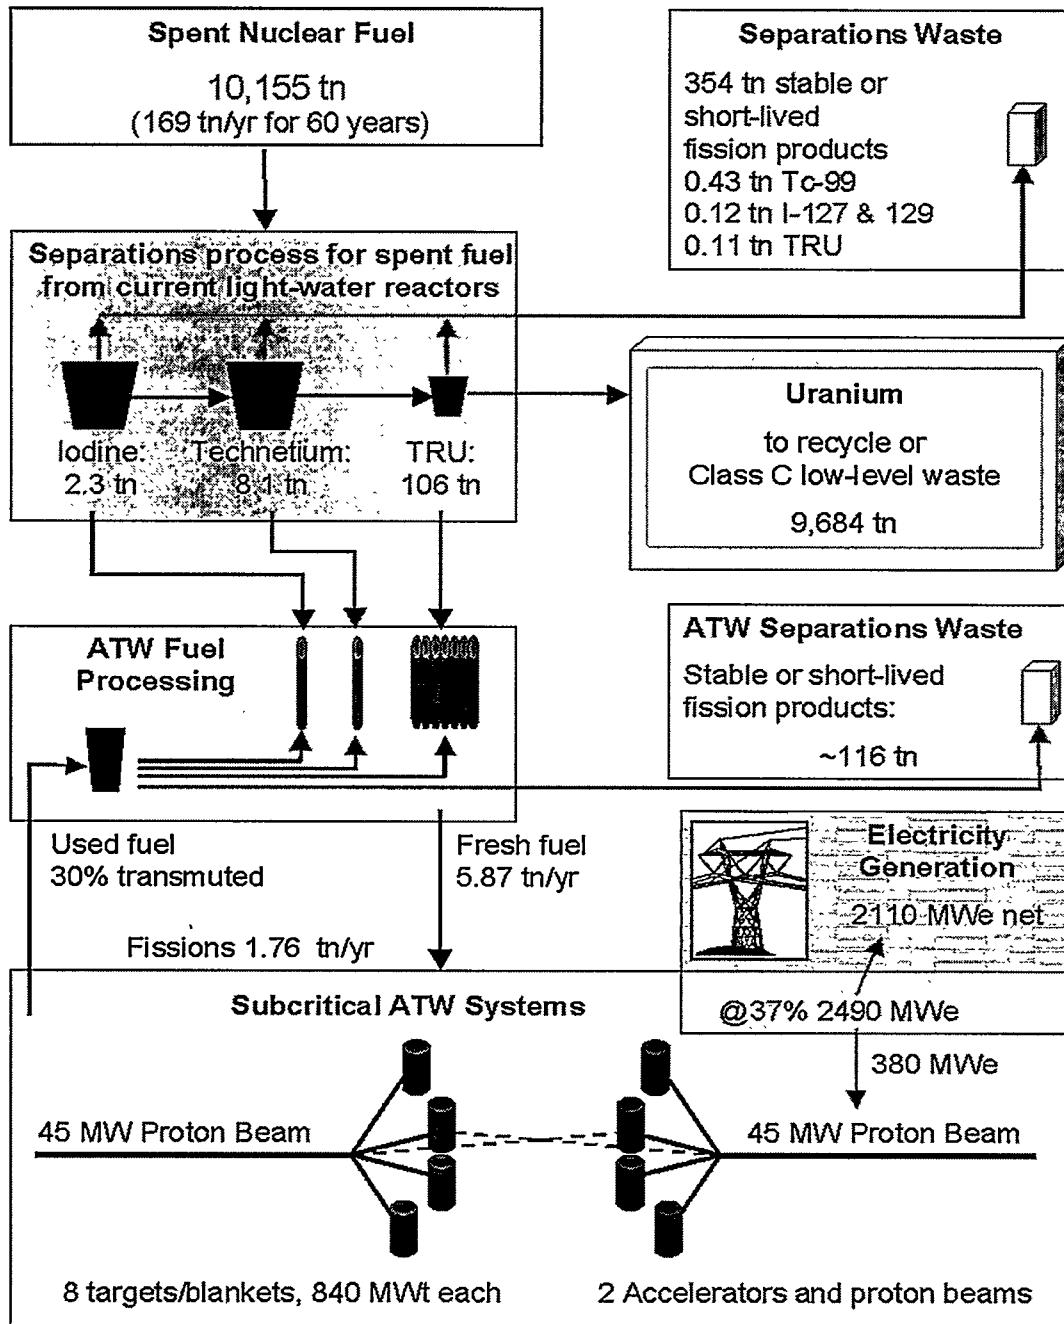 Spent Nuclear Fuel
10,155 tn
(169 tn/yr for 60 years)
Separations Waste
354 tn stable or
short-lived
fission products
0.43 tn Tc-99
0.12 tn I-127 & 129
0.11 tn TRU
Separations process for spent fuel
from current light-water reactors
Iodine:
2.3 tn
Technetium:
8.1 tn
TRU:
106 tn
Uranium
to recycle or
Class C low-level waste
9,684 tn
ATW Fuel
Processing
ATW Separations Waste
Stable or short-lived
fission products:
~116 tn
Used fuel
30% transmuted
Fresh fuel
5.87 tn/yr
Fissions 1.76 tn/yr
Electricity
Generation
2110 MWe net
@37% 2490 MWe
380 MWe
Subcritical ATW Systems
45 MW Proton Beam
45 MW Proton Beam
8 targets/blankets, 840 MWt each
2 Accelerators and proton beams